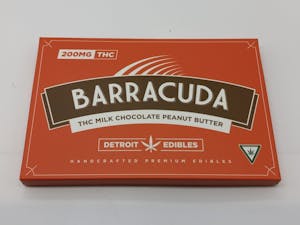 200MG THC
BARRACUDA
THC MILK CHOCOLATE PEANUT BUTTER
DETROIT EDIBLES
HANDCRAFTED PREMIUM EDIBLES